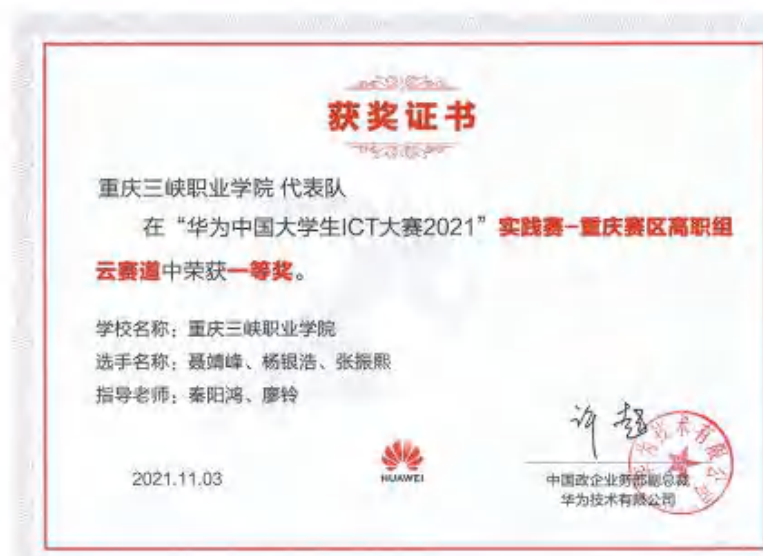 获奖证书
重庆三峡职业学院 代表队
在“华为中国大学生ICT大赛2021”实践赛-重庆赛区高职组
云赛道中荣获一等奖。
学校名称：重庆三峡职业学院
选手名称：聂靖峰、杨银浩、张振熙
指导老师：秦阳鸿、廖铃
许超
2021.11.03
HUAWEI
中国政企业务部副总裁
华为技术有限公司